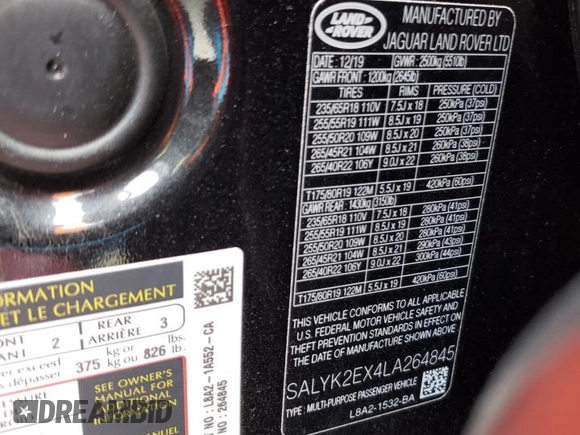 LAND ROVER
MANUFACTURED BY
JAGUAR LAND ROVER LTD
DATE: 12/19 GVWR: 2500kg (5510lb)
GAWR FRONT: 1200kg (2645lb)
TIRES RIMS PRESSURE (COLD)
235/65R18 110V 7.5J x 18 250kPa (37psi)
255/55R19 111W 8.5J x 19 250kPa (37psi)
255/50R20 109W 8.5J x 20 250kPa (37psi)
265/45R21 104W 8.5J x 21 260kPa (38psi)
265/40R22 106Y 9.0J x 22 260kPa (38psi)
T175/80R19 122M 5.5J x 19 420kPa (60psi)
GAWR REAR: 1430kg (3150lb)
235/65R18 110V 7.5J x 18 280kPa (41psi)
255/55R19 111W 8.5J x 19 280kPa (41psi)
255/50R20 109W 8.5J x 20 280kPa (41psi)
265/45R21 104W 8.5J x 21 290kPa (43psi)
265/40R22 106Y 9.0J x 22 300kPa (44psi)
T175/80R19 122M 5.5J x 19 420kPa (60psi)
THIS VEHICLE CONFORMS TO ALL APPLICABLE
U.S. FEDERAL MOTOR VEHICLE SAFETY AND
THEFT PREVENTION STANDARDS IN EFFECT ON
THE DATE OF MANUFACTURE SHOWN ABOVE.
SALYK2EX4LA264845
TYPE: MULTI-PURPOSE PASSENGER VEHICLE
L8A2-1532-BA
ORMATION
ET LE CHARGEMENT
ONT 2 REAR 3
ANT ARRIÈRE
er exceed 375 kg or 826 lbs.
s dépasser kg ou lb.
SEE OWNER'S
MANUAL FOR
ADDITIONAL
INFORMATION
L8A2-1A552-CA
264845
DREAMBID